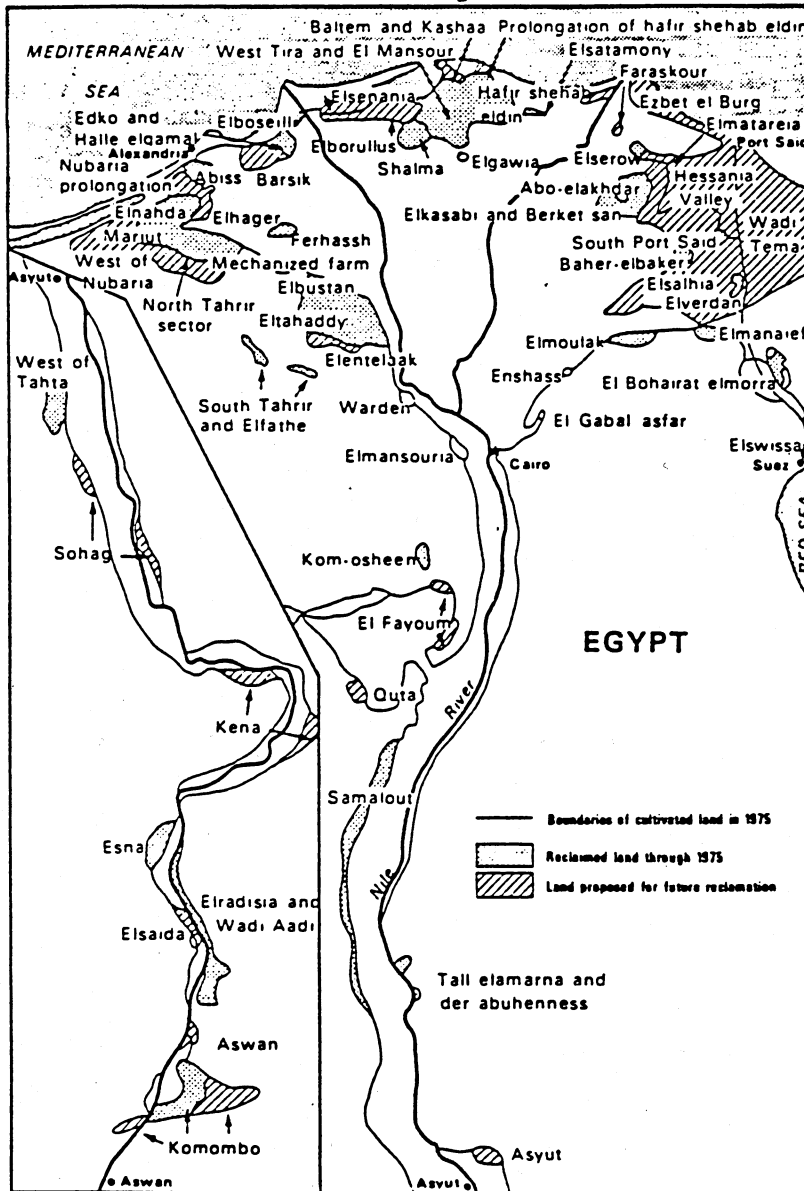 Baltem and Kashaa Prolongation of hafir shehab eldin
MEDITERRANEAN
SEA
West Tira and El Mansour
Elsatamony
Faraskour
Elsenania
Hafir shehab
eldin
Ezbet el Burg
Elmatareia
Port Said
Edko and
Halle elgamal
Elboseili
Alexandria
Elborullus
Shalma
Elgawia
Elserow
Hessania
Valley
Nubaria
prolongation
Abiss
Barsik
Abo-elakhdar
Elkasabi and Berket san
Wadi
Elnahda
Elhager
Mariut
Ferhassh
South Port Said
Baher-elbaker
West of
Nubaria
Mechanized farm
Asyut
North Tahrir
sector
Elbustan
Eltahaddy
Elsalhia
Elverdan
Elmoulak
Elmanaief
Elentelbak
West of
Tahta
South Tahrir
and Elfathe
Warden
Enshass
El Bohairat elmorra
El Gabal asfar
Elmansouria
Cairo
Elswissa
Suez
RED SEA
Sohag
Kom-osheem
El Fayoum
EGYPT
Quta
Kena
River
Nile
Samalout
Boundaries of cultivated land in 1975
Reclaimed land through 1975
Land proposed for future reclamation
Esna
Elradisia and
Wadi Aadi
Elsaida
Tall elamarna and
der abuhenness
Aswan
Komombo
Asyut
Aswan
Asyut